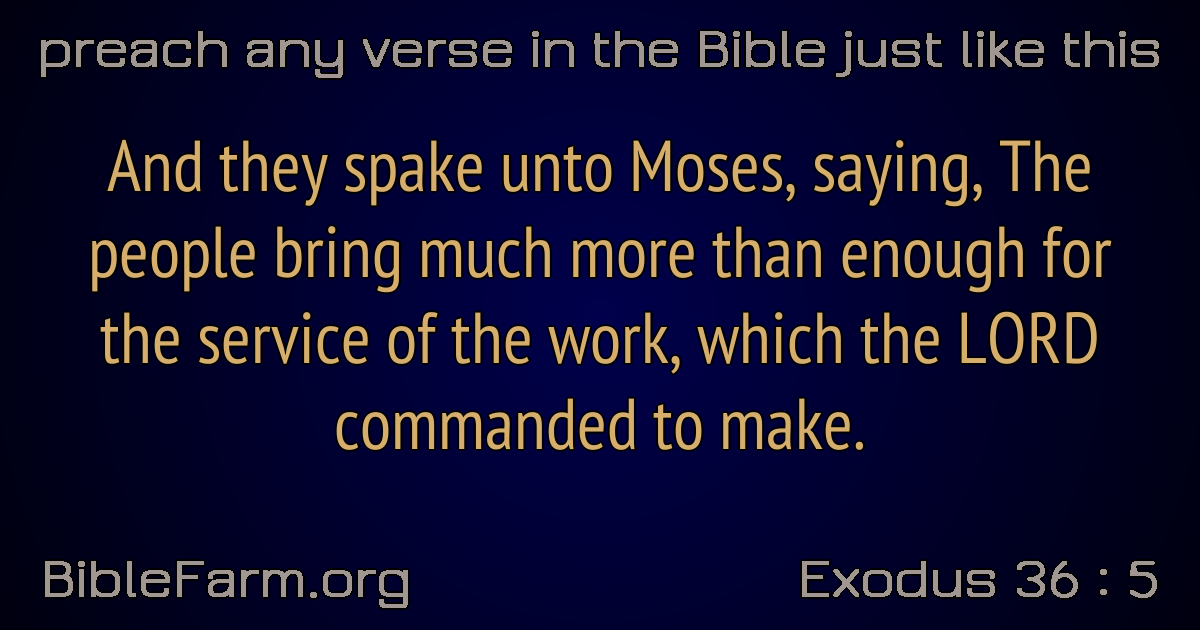 preach any verse in the Bible just like this
And they spake unto Moses, saying, The
people bring much more than enough for
the service of the work, which the LORD
commanded to make.
BibleFarm.org
Exodus 36 : 5